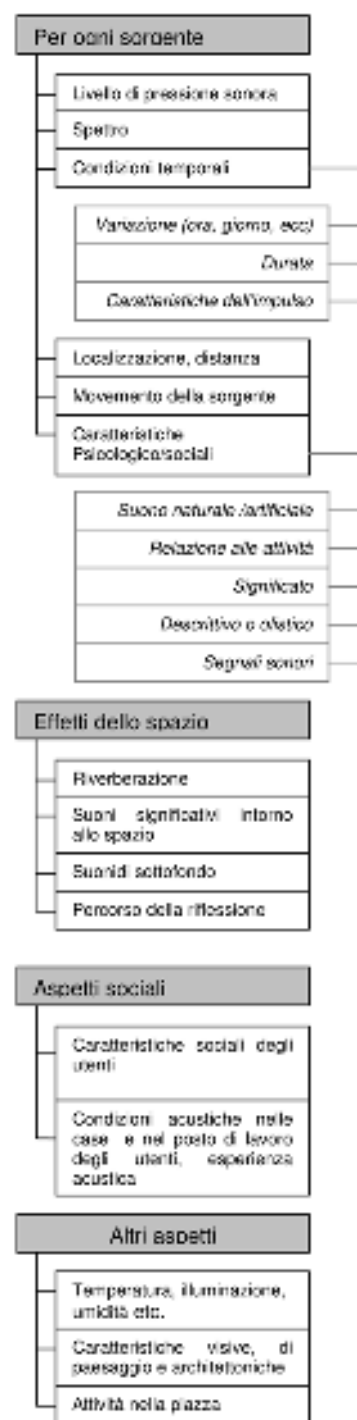 Per ogni sorgente
Livello di pressione sonora
Spettro
Condizioni temporali
Variazione (ora, giorno, ecc)
Durata
Caratteristiche dell'impulso
Localizzazione, distanza
Movemento della sorgente
Caratteristiche
Psicologico/sociali
Suono naturale /artificiale
Relazione alle attività
Significato
Descrittivo o olistico
Segnali sonori
Effetti dello spazio
Riverberazione
Suoni significativi intorno
allo spazio
Suonidi sottofondo
Percorso della riflessione
Aspetti sociali
Caratteristiche sociali degli
utenti
Condizioni acustiche nelle
case e nel posto di lavoro
degli utenti, esperienza
acustica
Altri aspetti
Temperatura, illuminazione,
umidità etc.
Caratteristiche visive, di
paesaggio e architettoniche
Attività nella piazza